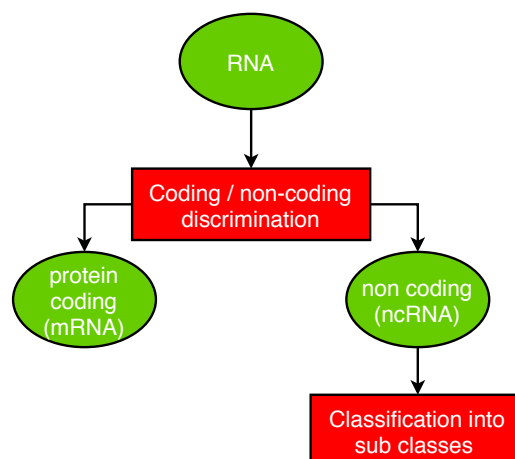 RNA
Coding / non-coding
discrimination
protein
coding
(mRNA)
non coding
(ncRNA)
Classification into
sub classes